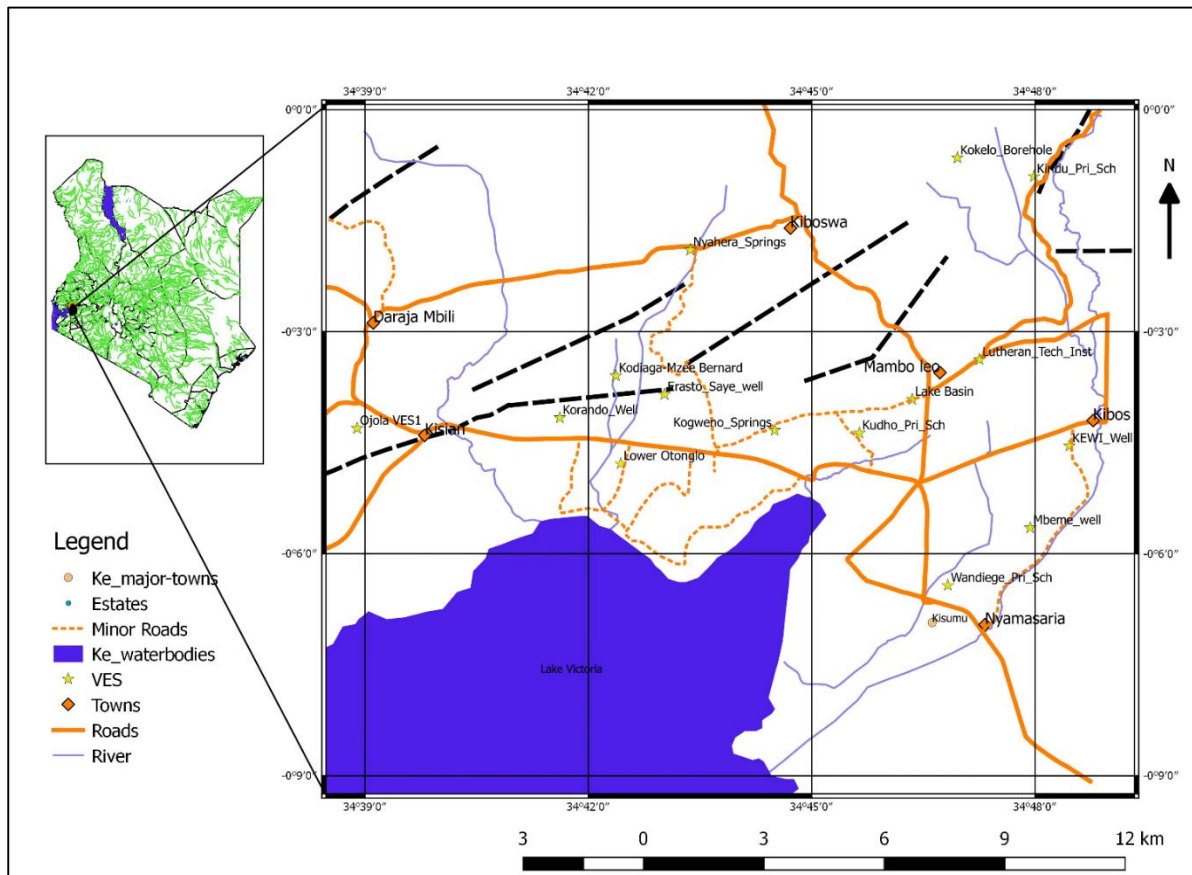 34°39'0" 34°42'0" 34°45'0" 34°48'0"
0°0'0" 0°0'0"
Kokelo_Borehole
Kindu_Pri_Sch
N
Kiboswa
Nyahera_Springs
Daraja Mbili
-0°3'0" -0°3'0"
Lutheran_Tech_Inst
Kodiaga-Mzee Bernard
Mambo leo
Erasto_Saye_well
Lake Basin
Korando_Well
Kibos
Ojola VES1
Kisian
Kogweho_Springs
Kudho_Pri_Sch
KEWI_Well
Lower Otonglo
Mbeme_well
-0°6'0" -0°6'0"
Wandiege_Pri_Sch
Kisumu
Nyamasaria
Lake Victoria
-0°9'0" -0°9'0"
34°39'0" 34°42'0" 34°45'0" 34°48'0"
Legend
Ke_major-towns
Estates
Minor Roads
Ke_waterbodies
VES
Towns
Roads
River
3 0 3 6 9 12 km